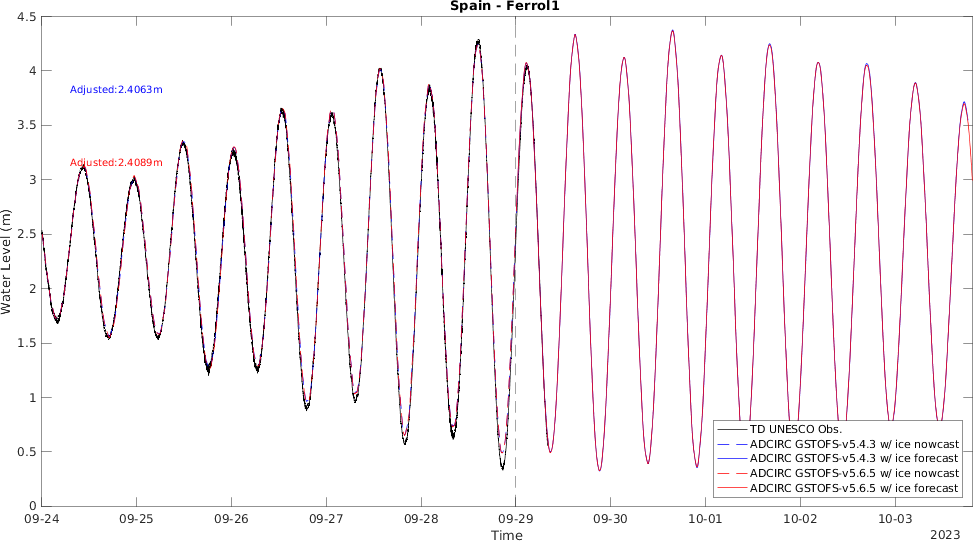 Spain - Ferrol1
4.5
4
3.5
3
2.5
2
1.5
1
0.5
0
Water Level (m)
Adjusted:2.4063m
Adjusted:2.4089m
TD UNESCO Obs.
ADCIRC GSTOFS-v5.4.3 w/ ice nowcast
ADCIRC GSTOFS-v5.4.3 w/ ice forecast
ADCIRC GSTOFS-v5.6.5 w/ ice nowcast
ADCIRC GSTOFS-v5.6.5 w/ ice forecast
09-24 09-25 09-26 09-27 09-28 09-29 09-30 10-01 10-02 10-03
Time
2023